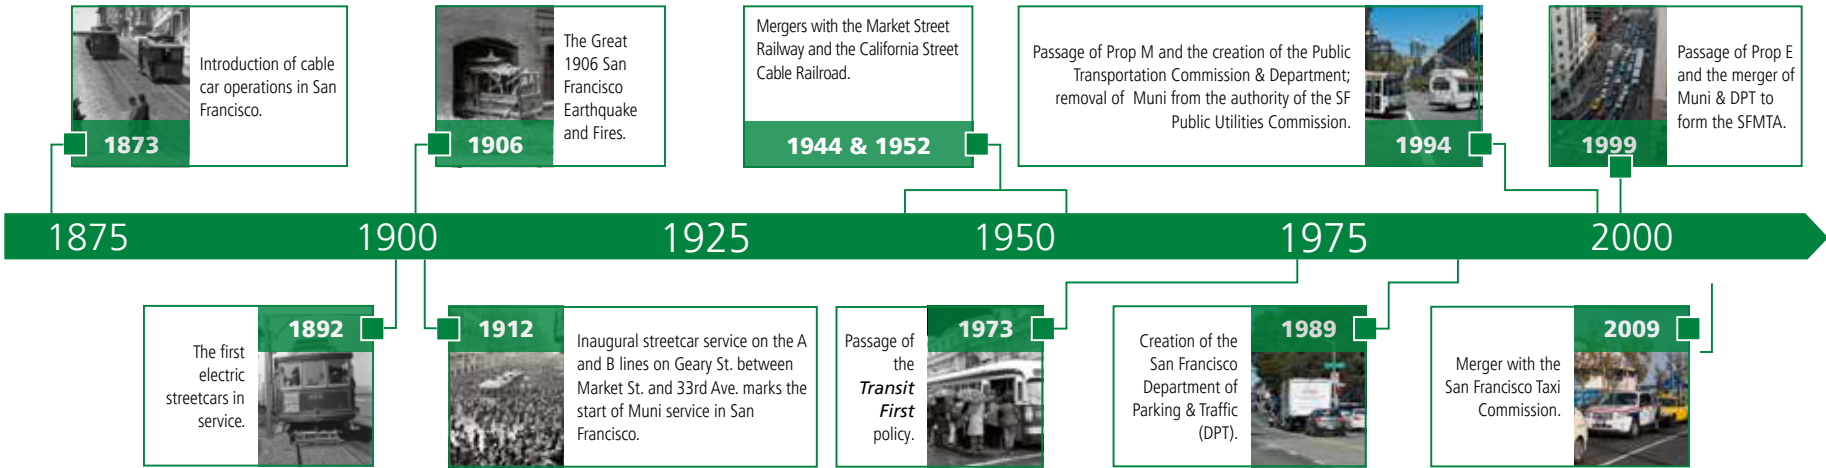 Introduction of cable
car operations in San
Francisco.
1873
The Great
1906 San
Francisco
Earthquake
and Fires.
1906
Mergers with the Market Street
Railway and the California Street
Cable Railroad.
1944 & 1952
Passage of Prop M and the creation of the Public
Transportation Commission & Department;
removal of Muni from the authority of the SF
Public Utilities Commission.
1994
Passage of Prop E
and the merger of
Muni & DPT to
form the SFMTA.
1999
1875
1900
1925
1950
1975
2000
The first
electric
streetcars in
service.
1892
1912
Inaugural streetcar service on the A
and B lines on Geary St. between
Market St. and 33rd Ave. marks the
start of Muni service in San
Francisco.
Passage of
the
Transit
First
policy.
1973
Creation of the
San Francisco
Department of
Parking & Traffic
(DPT).
1989
Merger with the
San Francisco Taxi
Commission.
2009